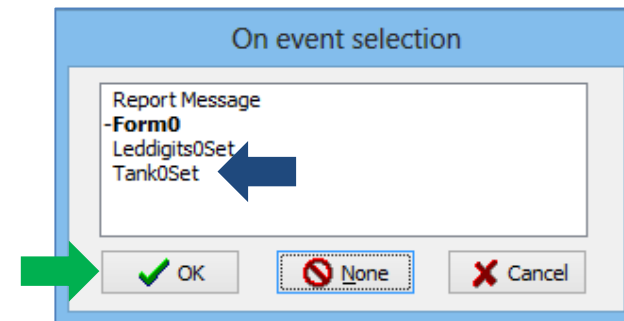 On event selection
Report Message
-Form0
Leddigits0Set
Tank0Set
OK
None
Cancel